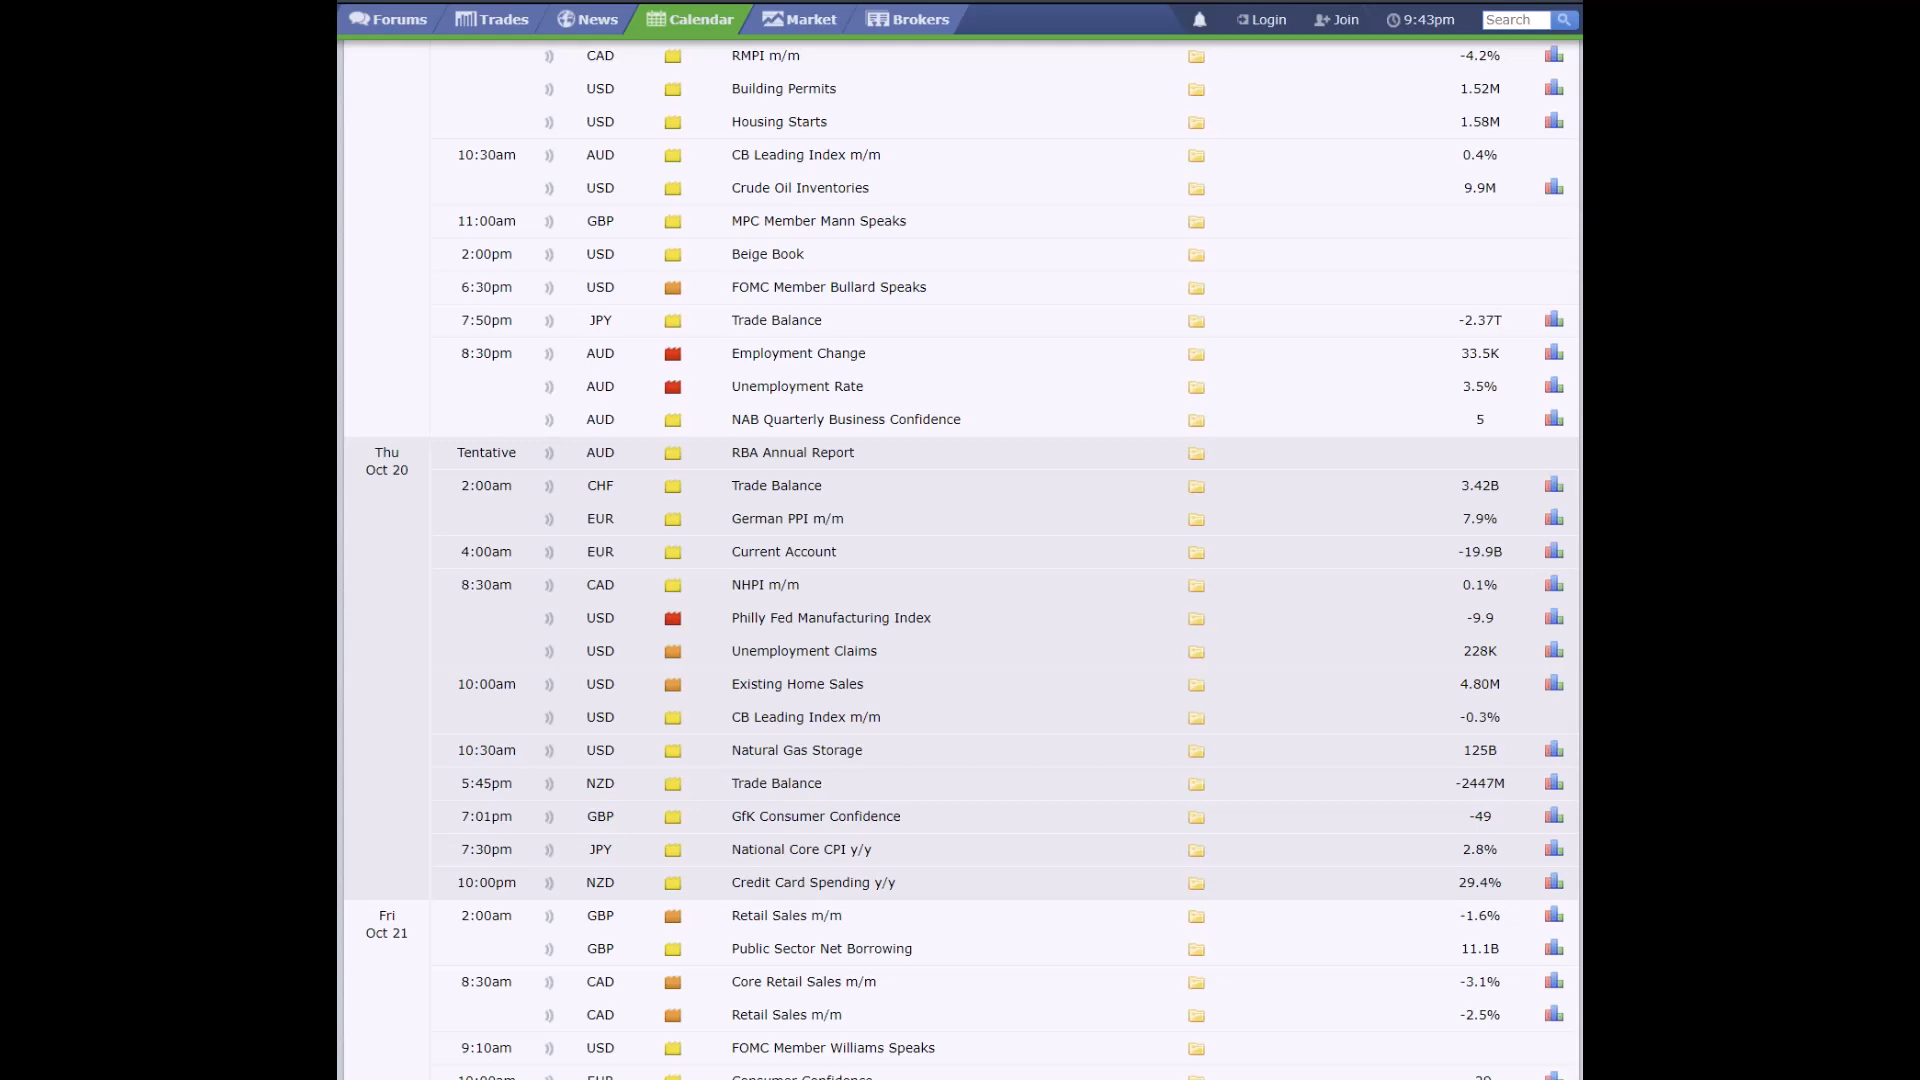 Forums Trades News Calendar Market Brokers Login Join 9:43pm Search
CAD RMPI m/m -4.2%
USD Building Permits 1.52M
USD Housing Starts 1.58M
10:30am AUD CB Leading Index m/m 0.4%
USD Crude Oil Inventories 9.9M
11:00am GBP MPC Member Mann Speaks
2:00pm USD Beige Book
6:30pm USD FOMC Member Bullard Speaks
7:50pm JPY Trade Balance -2.37T
8:30pm AUD Employment Change 33.5K
AUD Unemployment Rate 3.5%
AUD NAB Quarterly Business Confidence 5
Thu Tentative AUD RBA Annual Report
Oct 20
2:00am CHF Trade Balance 3.42B
EUR German PPI m/m 7.9%
4:00am EUR Current Account -19.9B
8:30am CAD NHPI m/m 0.1%
USD Philly Fed Manufacturing Index -9.9
USD Unemployment Claims 228K
10:00am USD Existing Home Sales 4.80M
USD CB Leading Index m/m -0.3%
10:30am USD Natural Gas Storage 125B
5:45pm NZD Trade Balance -2447M
7:01pm GBP GfK Consumer Confidence -49
7:30pm JPY National Core CPI y/y 2.8%
10:00pm NZD Credit Card Spending y/y 29.4%
Fri 2:00am GBP Retail Sales m/m -1.6%
Oct 21
GBP Public Sector Net Borrowing 11.1B
8:30am CAD Core Retail Sales m/m -3.1%
CAD Retail Sales m/m -2.5%
9:10am USD FOMC Member Williams Speaks
10:00am EUR Consumer Confidence